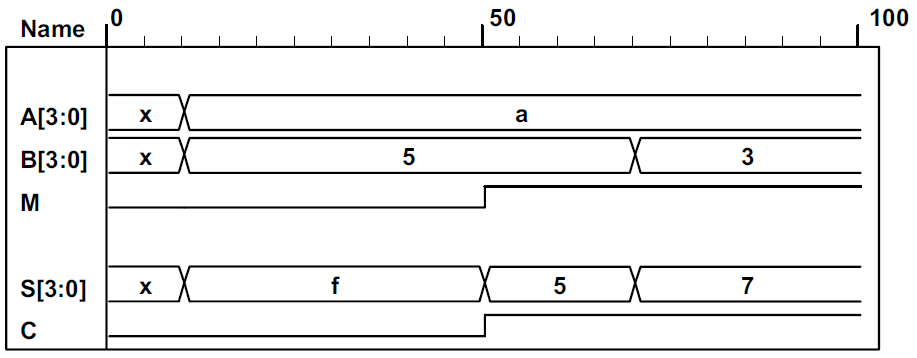 Name 0 50 100
A[3:0] x a
B[3:0] x 5 3
M
S[3:0] x f 5 7
C